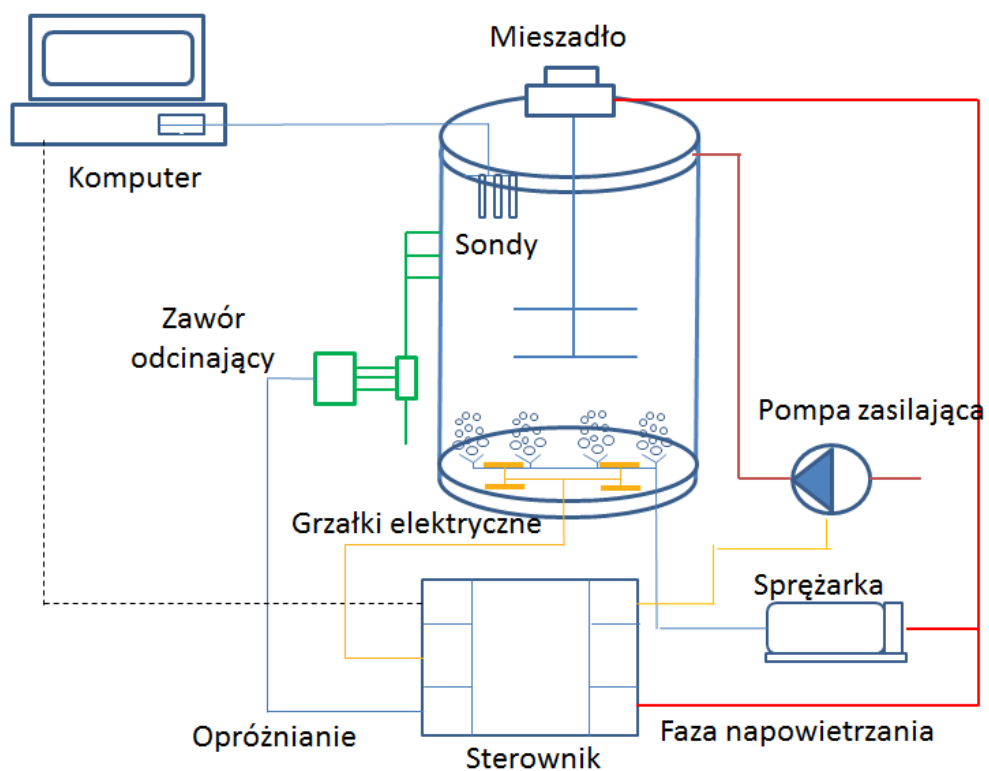 Mieszadło
Komputer
Sondy
Zawór
odcinający
Pompa zasilająca
Grzałki elektryczne
Sprężarka
Opróżnianie
Faza napowietrzania
Sterownik